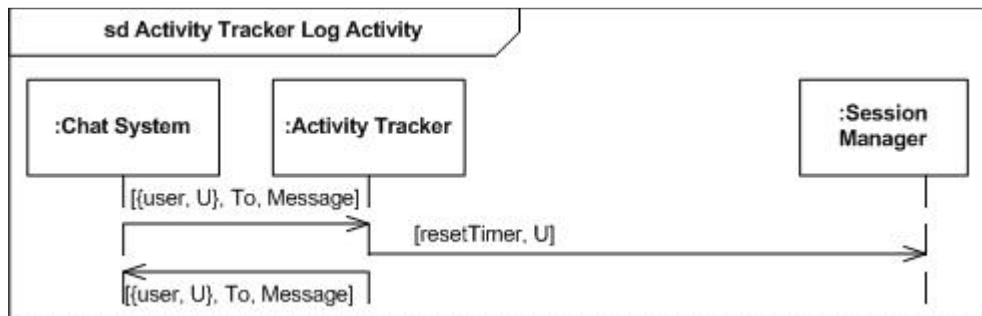 sd Activity Tracker Log Activity
:Chat System
:Activity Tracker
:Session
Manager
[{user, U}, To, Message]
[resetTimer, U]
[{user, U}, To, Message]